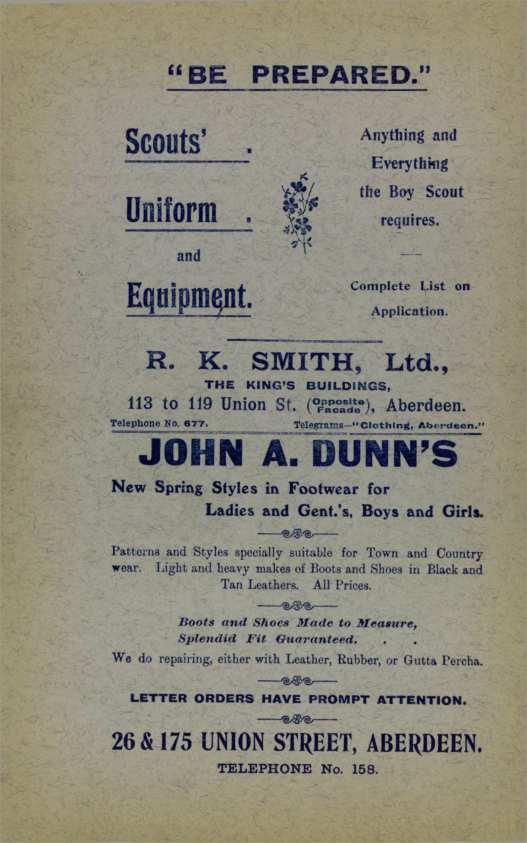 "BE PREPARED."
Scouts' .
Uniform .
and
Equipment.
Anything and
Everything
the Boy Scout
requires.
Complete List on
Application.
R. K. SMITH, Ltd.,
THE KING'S BUILDINGS,
113 to 119 Union St. (Opposite Facade), Aberdeen.
Telephone No. 677. Telegrams—"Clothing, Aberdeen."
JOHN A. DUNN'S
New Spring Styles in Footwear for
Ladies and Gent.'s, Boys and Girls.
Patterns and Styles specially suitable for Town and Country
wear. Light and heavy makes of Boots and Shoes in Black and
Tan Leathers. All Prices.
Boots and Shoes Made to Measure,
Splendid Fit Guaranteed. . .
We do repairing, either with Leather, Rubber, or Gutta Percha.
LETTER ORDERS HAVE PROMPT ATTENTION.
26 & 175 UNION STREET, ABERDEEN.
TELEPHONE No. 158.